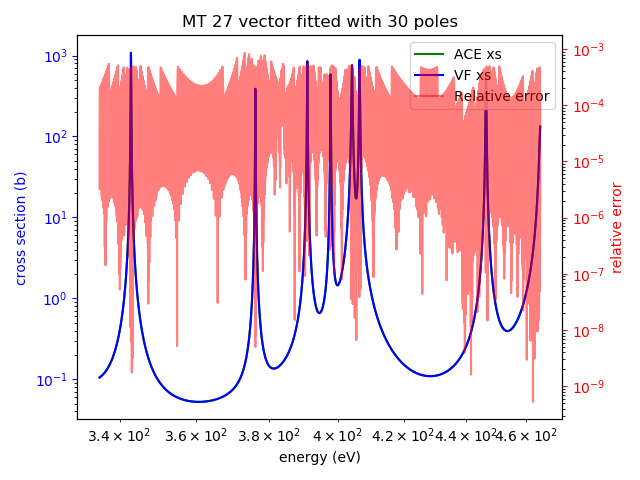 MT 27 vector fitted with 30 poles
ACE xs
VF xs
Relative error
10³
10²
10¹
10⁰
10⁻¹
cross section (b)
10⁻³
10⁻⁴
10⁻⁵
10⁻⁶
10⁻⁷
10⁻⁸
10⁻⁹
relative error
3.4 × 10² 3.6 × 10² 3.8 × 10² 4 × 10² 4.2 × 10² 4.4 × 10² 4.6 × 10²
energy (eV)